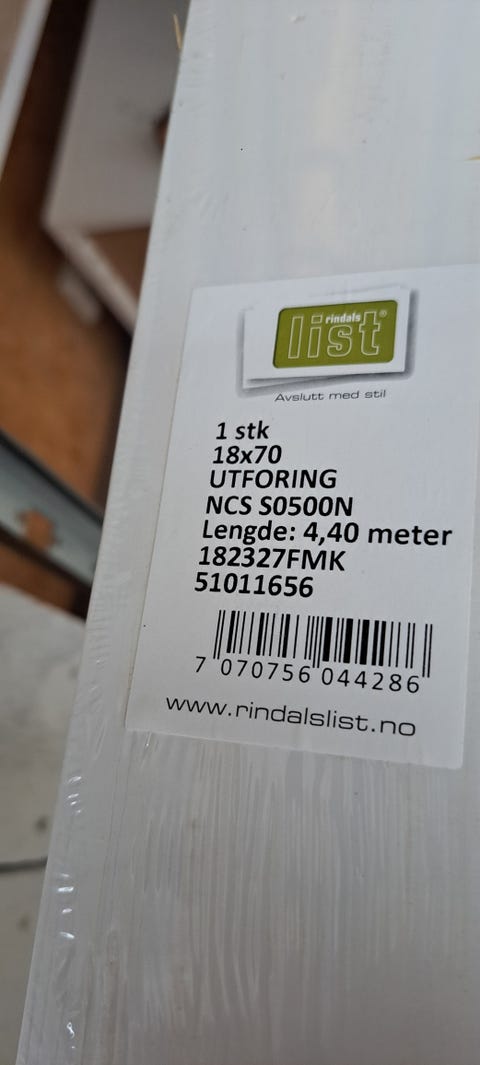 rindals
list®
Avslutt med stil
1 stk
18x70
UTFORING
NCS S0500N
Lengde: 4,40 meter
182327FMK
51011656
7 070756 044286
www.rindalslist.no